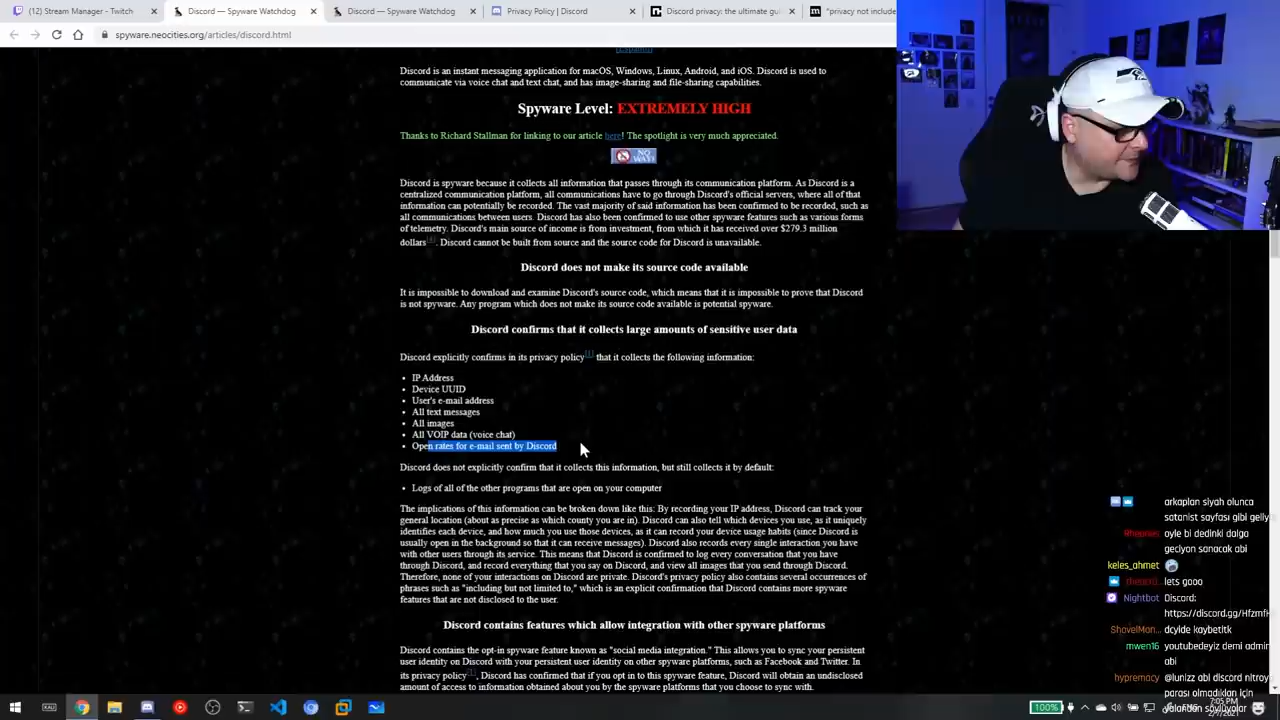 (12) Stream Manager - Twitch
Discord — Spyware Watchdog
Discord — Spyware Watchdog
Privacy Policy | Discord
Discord privacy: the ultimate gu
"privacy not include
spyware.neocities.org/articles/discord.html
[Español]
Discord is an instant messaging application for macOS, Windows, Linux, Android, and iOS. Discord is used to
communicate via voice chat and text chat, and has image-sharing and file-sharing capabilities.
Spyware Level: EXTREMELY HIGH
Thanks to Richard Stallman for linking to our article here! The spotlight is very much appreciated.
NO WAY!
Discord is spyware because it collects all information that passes through its communication platform. As Discord is a
centralized communication platform, all communications have to go through Discord's official servers, where all of that
information can potentially be recorded. The vast majority of said information has been confirmed to be recorded, such as
all communications between users. Discord has also been confirmed to use other spyware features such as various forms
of telemetry. Discord's main source of income is from investment, from which it has received over $279.3 million
dollars[4]. Discord cannot be built from source and the source code for Discord is unavailable.
Discord does not make its source code available
It is impossible to download and examine Discord's source code, which means that it is impossible to prove that Discord
is not spyware. Any program which does not make its source code available is potential spyware.
Discord confirms that it collects large amounts of sensitive user data
Discord explicitly confirms in its privacy policy[1] that it collects the following information:
• IP Address
• Device UUID
• User's e-mail address
• All text messages
• All images
• All VOIP data (voice chat)
• Open rates for e-mail sent by Discord
Discord does not explicitly confirm that it collects this information, but still collects it by default:
• Logs of all of the other programs that are open on your computer
The implications of this information can be broken down like this: By recording your IP address, Discord can track your
general location (about as precise as which county you are in). Discord can also tell which devices you use, as it uniquely
identifies each device, and how much you use those devices, as it can record your device usage habits (since Discord is
usually open in the background so that it can receive messages). Discord also records every single interaction you have
with other users through its service. This means that Discord is confirmed to log every conversation that you have
through Discord, and record everything that you say on Discord, and view all images that you send through Discord.
Therefore, none of your interactions on Discord are private. Discord's privacy policy also contains several occurences of
phrases such as "including but not limited to," which is an explicit confirmation that Discord contains more spyware
features that are not disclosed to the user.
Discord contains features which allow integration with other spyware platforms
Discord contains the opt-in spyware feature known as "social media integration." This allows you to sync your persistent
user identity on Discord with your persistent user identity on other spyware platforms, such as Facebook and Twitter. In
its privacy policy[1], Discord has confirmed that if you opt in to this spyware feature, Discord will obtain an undisclosed
amount of access to information obtained about you by the spyware platforms that you choose to sync with.
arkaplan siyah olunca
satanist sayfası gibi geliy
oyle bi dedinki dalga
geciyon sanacak abi
keles_ahmet
lets gooo
Nightbot Discord:
https://discord.gg/Hfzmfh
ShovelMan... dciyide kaybetitk
mwen16 youtubedeyiz demi admir
abi
hypremacy @lunizz abi discord nitroy
parası olmadıkları için
100%
7:05 PM